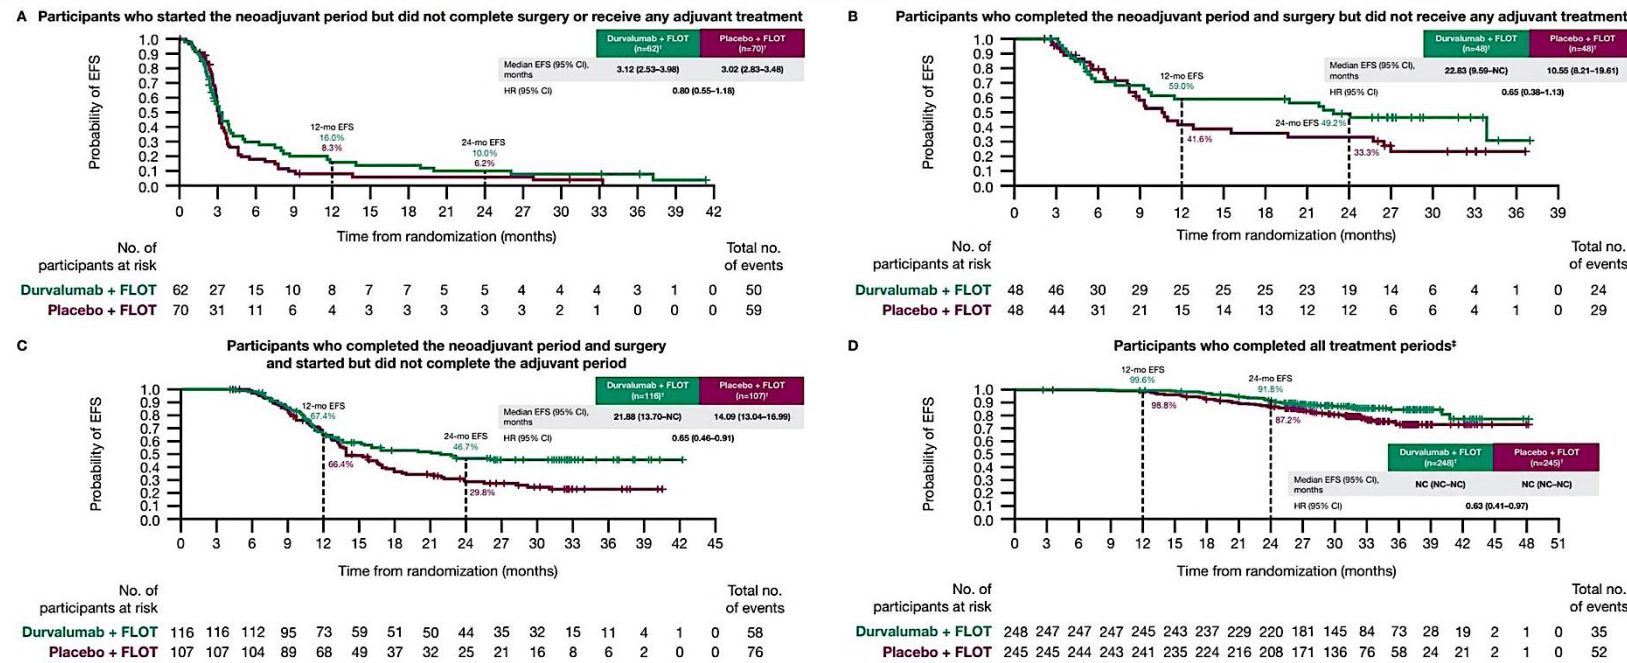 A Participants who started the neoadjuvant period but did not complete surgery or receive any adjuvant treatment
Probability of EFS
1.0
0.9
0.8
0.7
0.6
0.5
0.4
0.3
0.2
0.1
0.0
Durvalumab + FLOT (n=62)† Placebo + FLOT (n=70)†
Median EFS (95% CI), months 3.12 (2.53–3.98) 3.02 (2.83–3.48)
HR (95% CI) 0.80 (0.55–1.18)
12-mo EFS
16.0%
8.3%
24-mo EFS
10.0%
6.2%
0 3 6 9 12 15 18 21 24 27 30 33 36 39 42
Time from randomization (months)
No. of participants at risk
Total no. of events
Durvalumab + FLOT 62 27 15 10 8 7 7 5 5 4 4 4 3 1 0 50
Placebo + FLOT 70 31 11 6 4 3 3 3 3 3 2 1 0 0 0 59
B Participants who completed the neoadjuvant period and surgery but did not receive any adjuvant treatment
Probability of EFS
1.0
0.9
0.8
0.7
0.6
0.5
0.4
0.3
0.2
0.1
0.0
Durvalumab + FLOT (n=48)† Placebo + FLOT (n=48)†
Median EFS (95% CI), months 22.83 (9.59–NC) 10.55 (8.21–19.61)
HR (95% CI) 0.65 (0.38–1.13)
12-mo EFS
59.0%
41.6%
24-mo EFS 49.2%
33.3%
0 3 6 9 12 15 18 21 24 27 30 33 36 39
Time from randomization (months)
No. of participants at risk
Total no. of events
Durvalumab + FLOT 48 46 30 29 25 25 25 23 19 14 6 4 1 0 24
Placebo + FLOT 48 44 31 21 15 14 13 12 12 6 6 4 1 0 29
C Participants who completed the neoadjuvant period and surgery
and started but did not complete the adjuvant period
Probability of EFS
1.0
0.9
0.8
0.7
0.6
0.5
0.4
0.3
0.2
0.1
0.0
Durvalumab + FLOT (n=116)† Placebo + FLOT (n=107)†
Median EFS (95% CI), months 21.88 (13.70–NC) 14.09 (13.04–16.99)
HR (95% CI) 0.65 (0.46–0.91)
12-mo EFS
67.4%
66.4%
24-mo EFS
46.7%
29.8%
0 3 6 9 12 15 18 21 24 27 30 33 36 39 42 45
Time from randomization (months)
No. of participants at risk
Total no. of events
Durvalumab + FLOT 116 116 112 95 73 59 51 50 44 35 32 15 11 4 1 0 58
Placebo + FLOT 107 107 104 89 68 49 37 32 25 21 16 8 6 2 0 0 76
D Participants who completed all treatment periods‡
Probability of EFS
1.0
0.9
0.8
0.7
0.6
0.5
0.4
0.3
0.2
0.1
0.0
12-mo EFS
99.6%
98.8%
24-mo EFS
91.8%
87.2%
Durvalumab + FLOT (n=248)† Placebo + FLOT (n=245)†
Median EFS (95% CI), months NC (NC–NC) NC (NC–NC)
HR (95% CI) 0.63 (0.41–0.97)
0 3 6 9 12 15 18 21 24 27 30 33 36 39 42 45 48 51
Time from randomization (months)
No. of participants at risk
Total no. of events
Durvalumab + FLOT 248 247 247 247 245 243 237 229 220 181 145 84 73 28 19 2 1 0 35
Placebo + FLOT 245 245 244 243 241 235 224 216 208 171 136 76 58 24 21 2 1 0 52